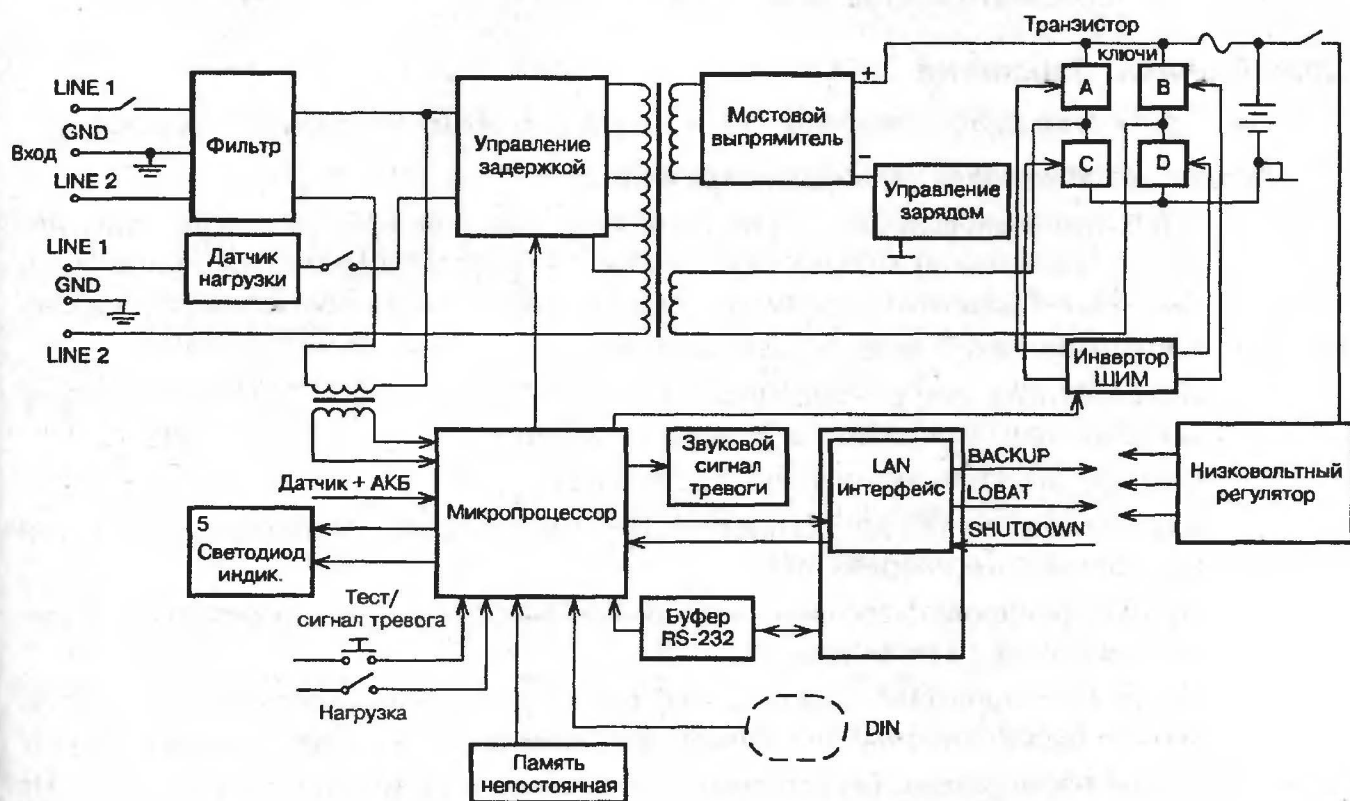 Транзистор
ключи
LINE 1
GND
Вход
LINE 2
Фильтр
Управление
задержкой
Мостовой
выпрямитель
+
−
A
B
C
D
Управление
зарядом
LINE 1
GND
LINE 2
Датчик
нагрузки
Инвертор
ШИМ
Датчик + АКБ
Микропроцессор
Звуковой
сигнал
тревоги
LAN
интерфейс
BACKUP
LOBAT
SHUTDOWN
Низковольтный
регулятор
5
Светодиод
индик.
Тест/
сигнал тревога
Нагрузка
Буфер
RS-232
DIN
Память
непостоянная